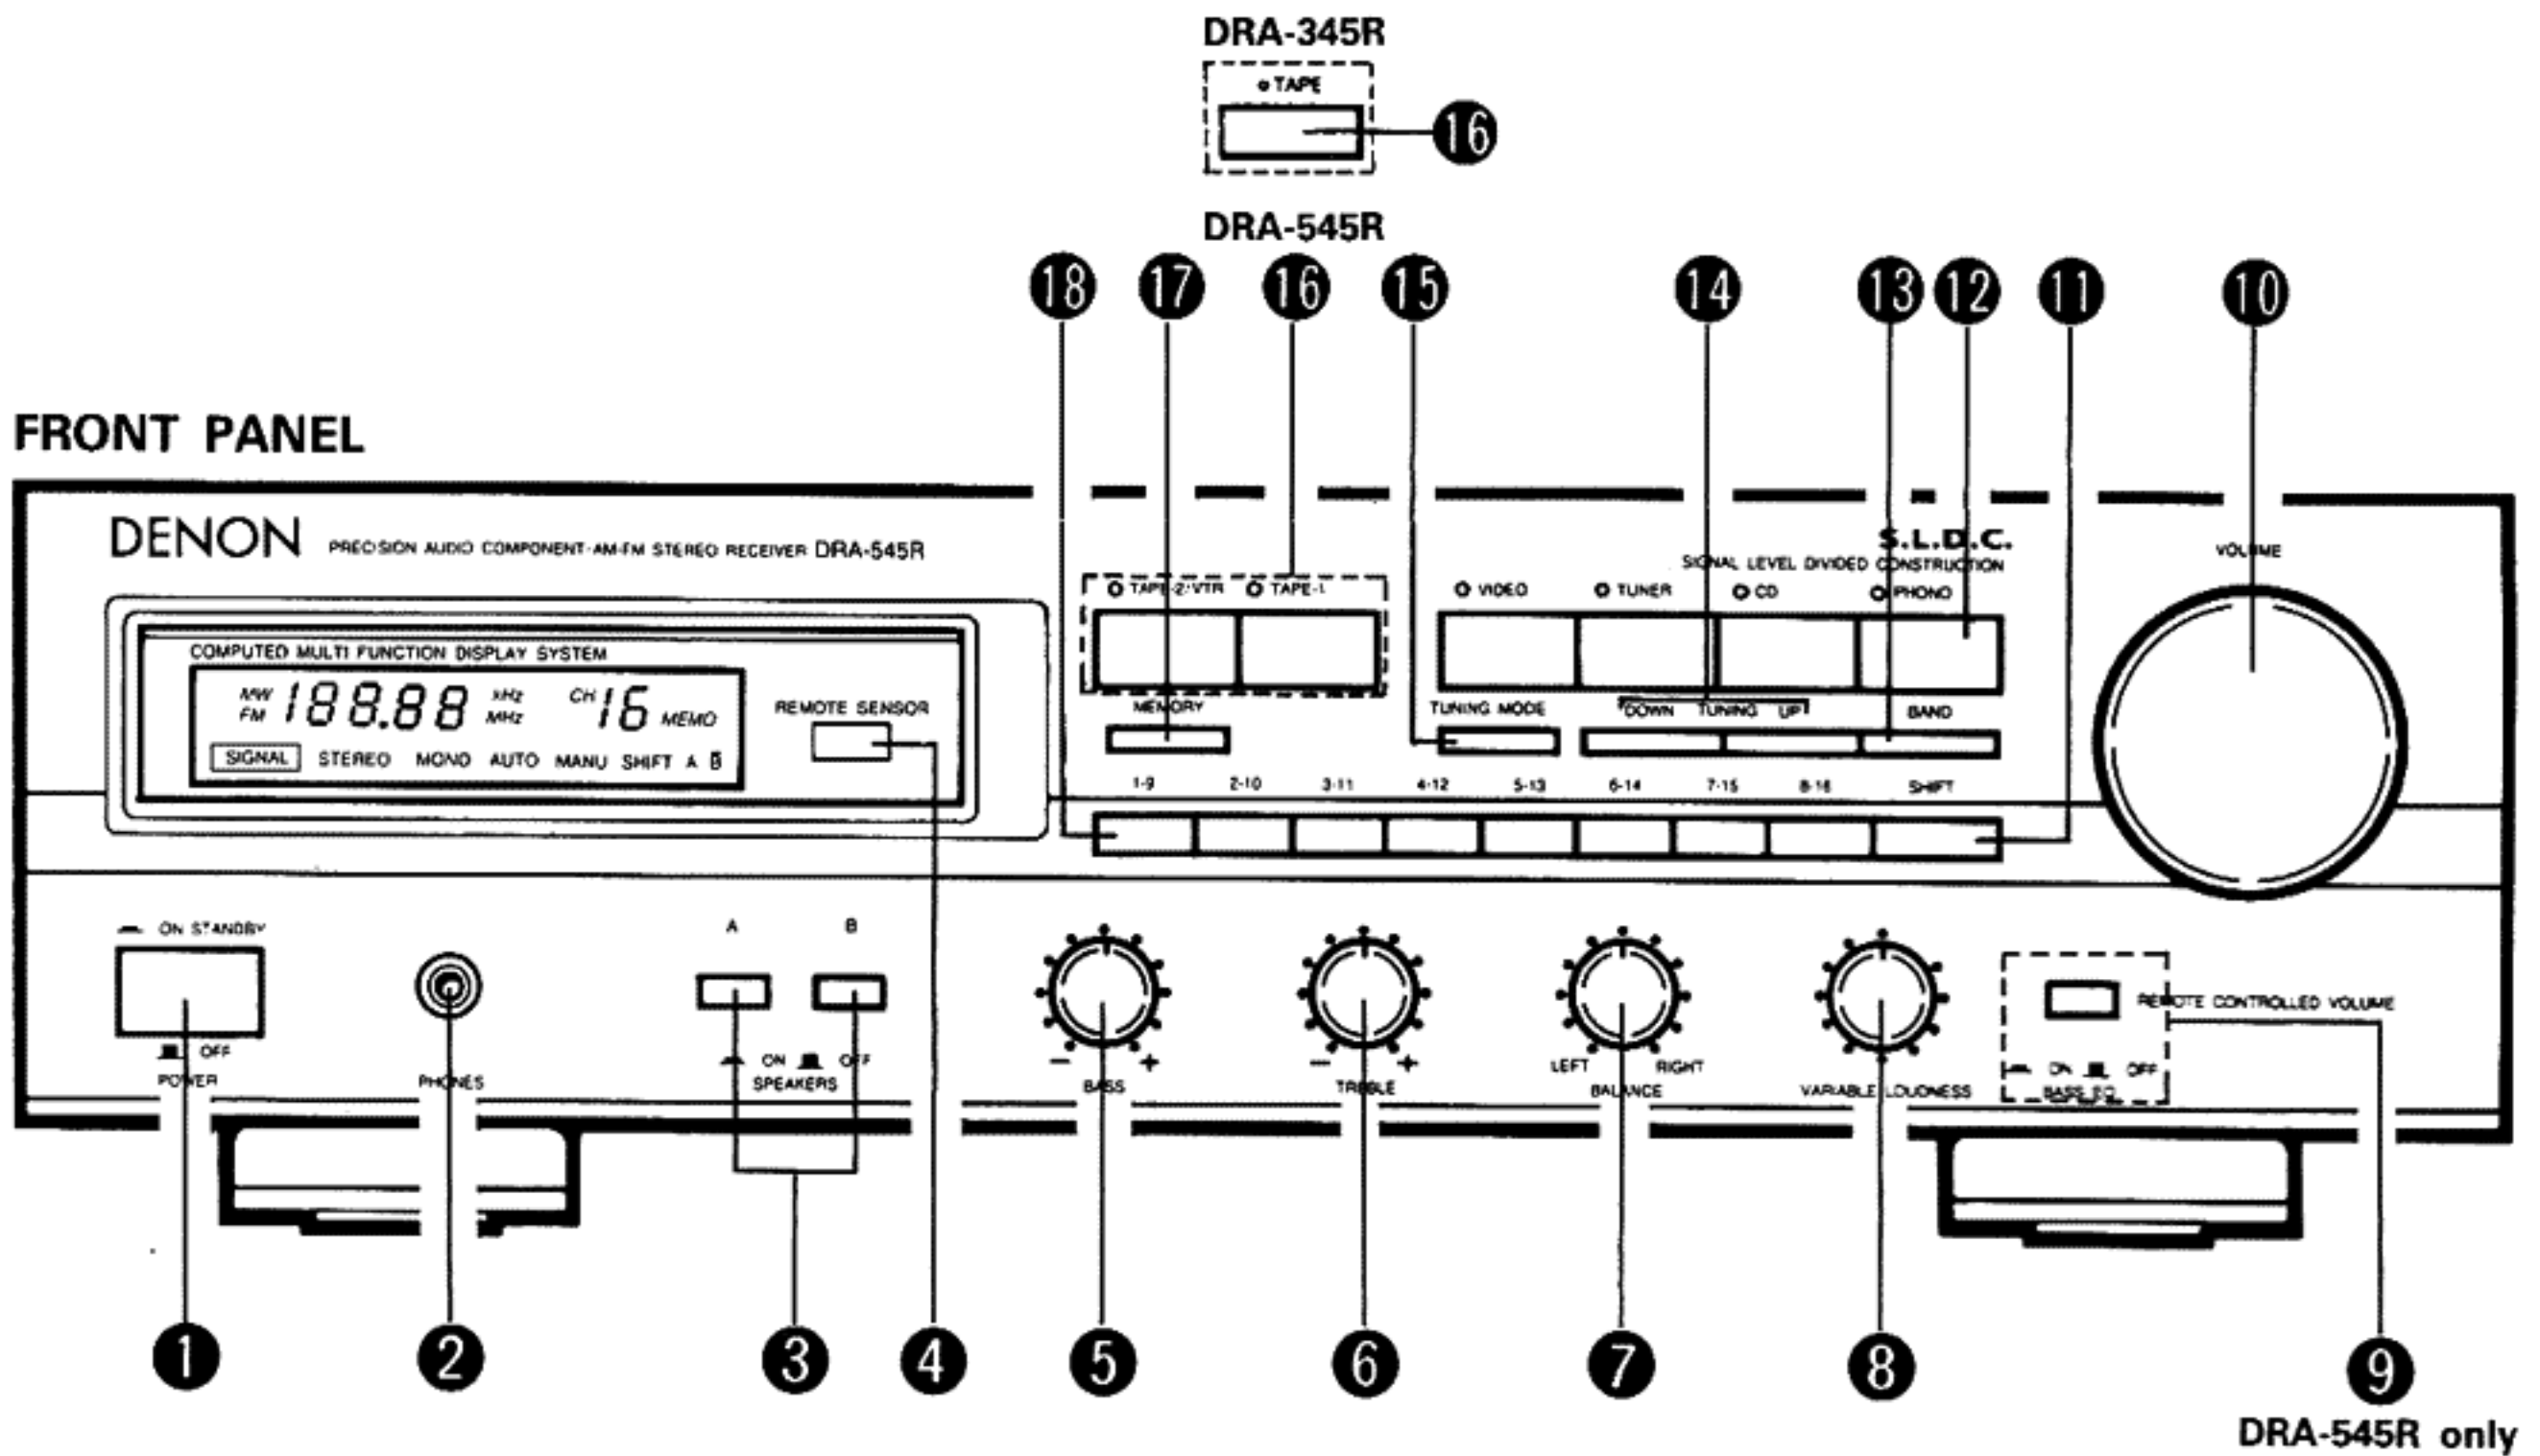 DRA-345R
TAPE
16
DRA-545R
18 17 16 15 14 13 12 11 10
FRONT PANEL
DENON PRECISION AUDIO COMPONENT·AM-FM STEREO RECEIVER DRA-545R
S.L.D.C.
SIGNAL LEVEL DIVIDED CONSTRUCTION
VOLUME
TAPE-2/VTR TAPE-1 VIDEO TUNER CD PHONO
COMPUTED MULTI FUNCTION DISPLAY SYSTEM
MW 188.88 kHz CH 16 MEMO
FM MHz
SIGNAL STEREO MONO AUTO MANU SHIFT A B
REMOTE SENSOR
MEMORY TUNING MODE DOWN TUNING UP BAND
1-9 2-10 3-11 4-12 5-13 6-14 7-15 8-16 SHIFT
ON STANDBY
OFF
POWER
PHONES
A B
ON OFF
SPEAKERS
- +
BASS
- +
TREBLE
LEFT RIGHT
BALANCE
VARIABLE LOUDNESS
REMOTE CONTROLLED VOLUME
ON OFF
BASS EQ
1 2 3 4 5 6 7 8 9
DRA-545R only